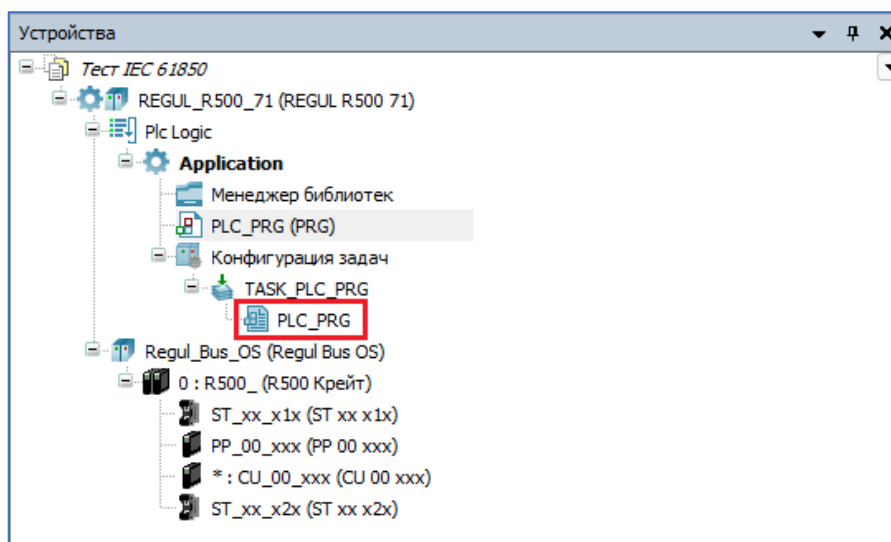 Устройства
Тест IEC 61850
REGUL_R500_71 (REGUL R500 71)
Plc Logic
Application
Менеджер библиотек
PLC_PRG (PRG)
Конфигурация задач
TASK_PLC_PRG
PLC_PRG
Regul_Bus_OS (Regul Bus OS)
0 : R500_ (R500 Крейт)
ST_xx_x1x (ST xx x1x)
PP_00_xxx (PP 00 xxx)
* : CU_00_xxx (CU 00 xxx)
ST_xx_x2x (ST xx x2x)